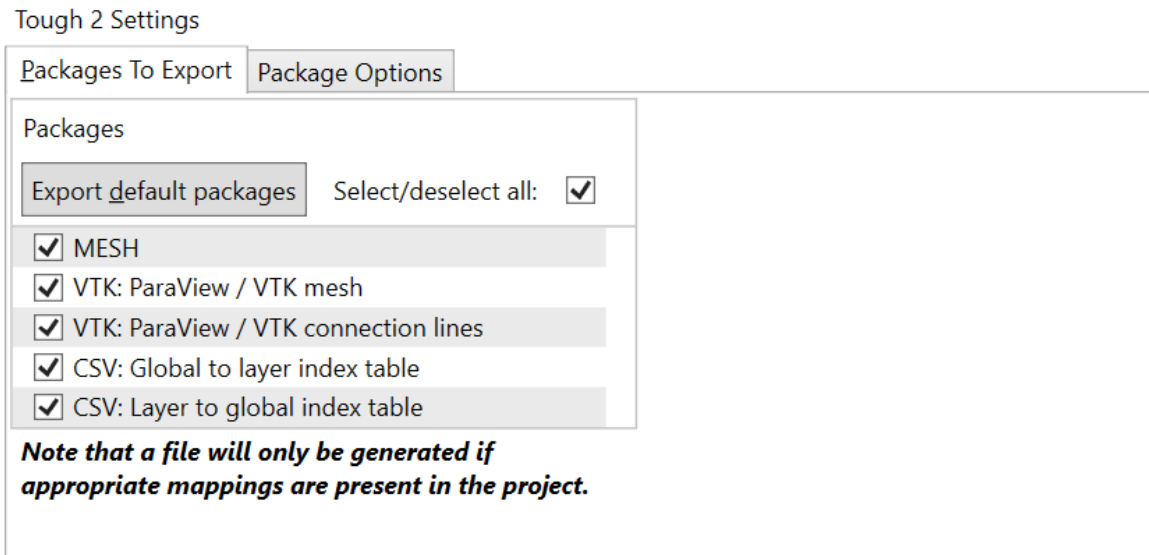 Tough 2 Settings
Packages To Export
Package Options
Packages
Export default packages
Select/deselect all:
MESH
VTK: ParaView / VTK mesh
VTK: ParaView / VTK connection lines
CSV: Global to layer index table
CSV: Layer to global index table
Note that a file will only be generated if
appropriate mappings are present in the project.